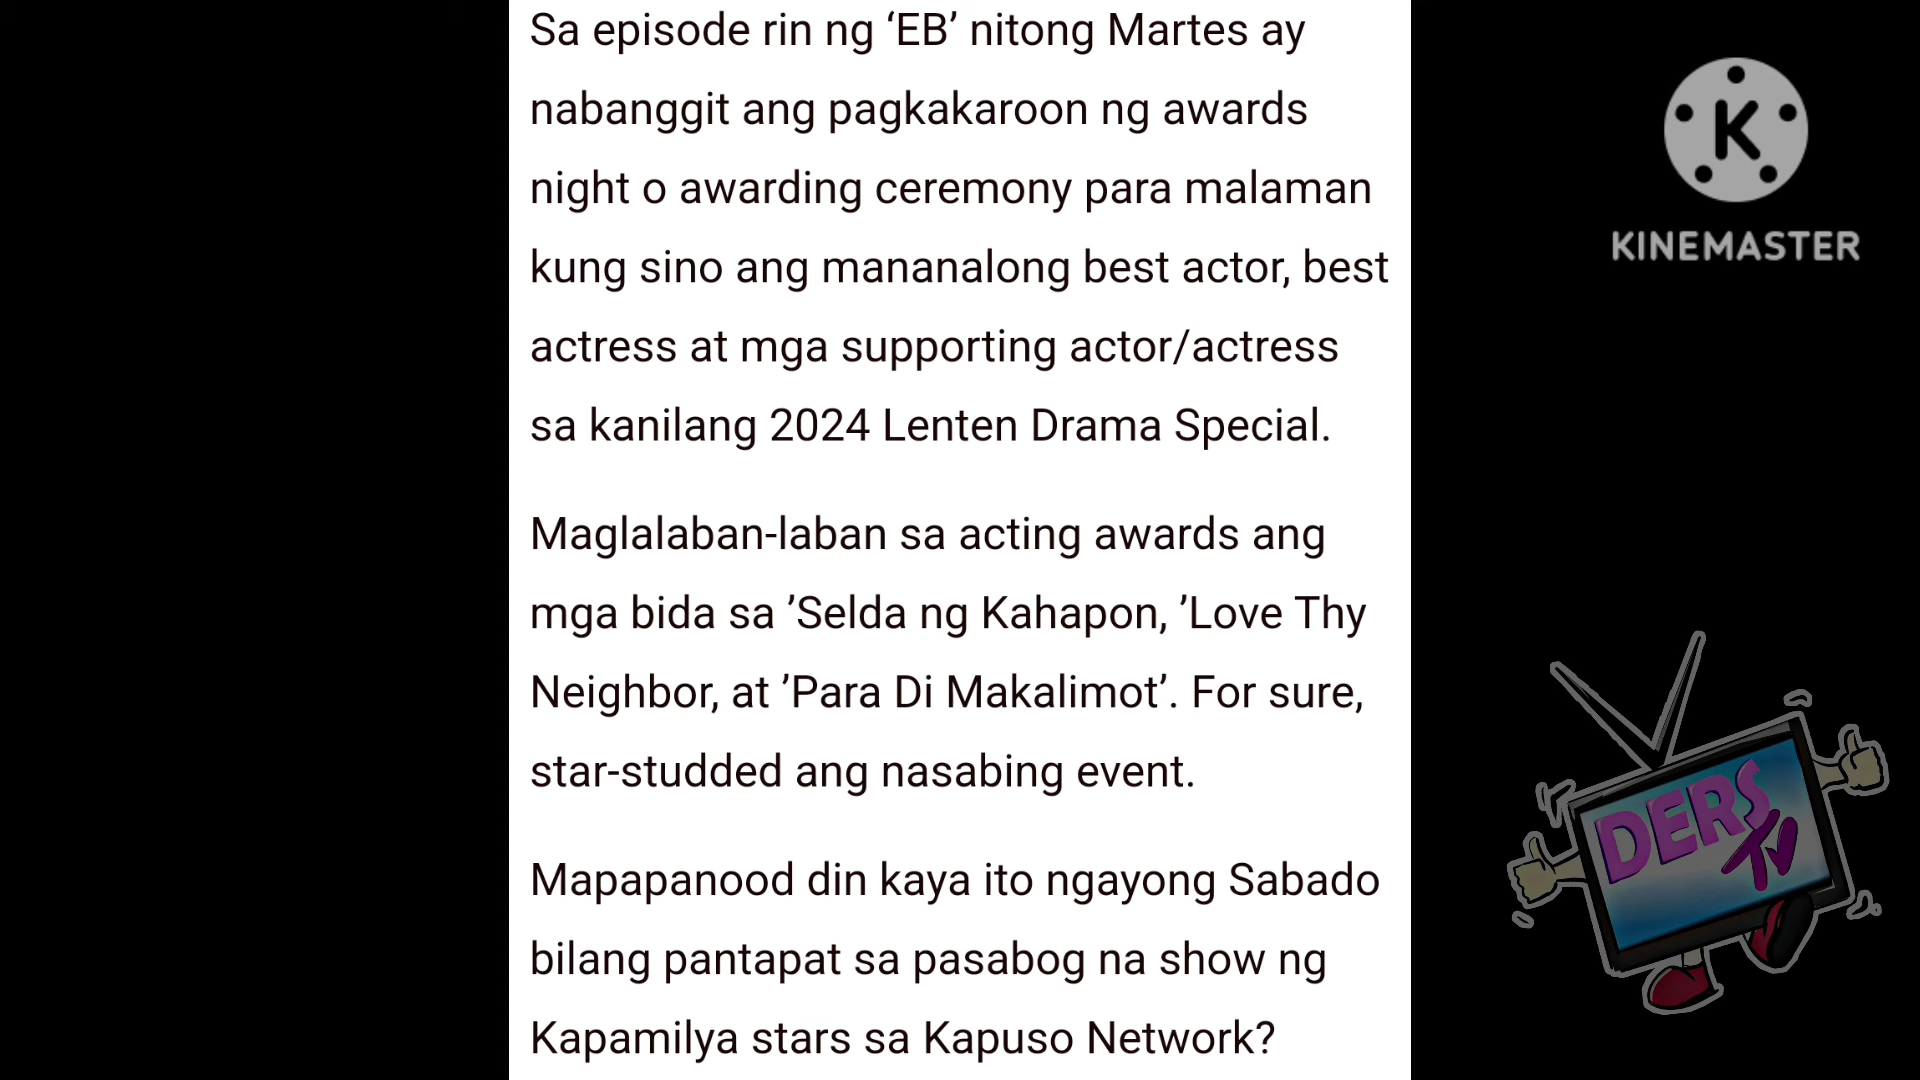 Sa episode rin ng ‘EB’ nitong Martes ay
nabanggit ang pagkakaroon ng awards
night o awarding ceremony para malaman
kung sino ang mananalong best actor, best
actress at mga supporting actor/actress
sa kanilang 2024 Lenten Drama Special.
Maglalaban-laban sa acting awards ang
mga bida sa ’Selda ng Kahapon, ’Love Thy
Neighbor, at ’Para Di Makalimot’. For sure,
star-studded ang nasabing event.
Mapapanood din kaya ito ngayong Sabado
bilang pantapat sa pasabog na show ng
Kapamilya stars sa Kapuso Network?
K
KINEMASTER
DERS
TV